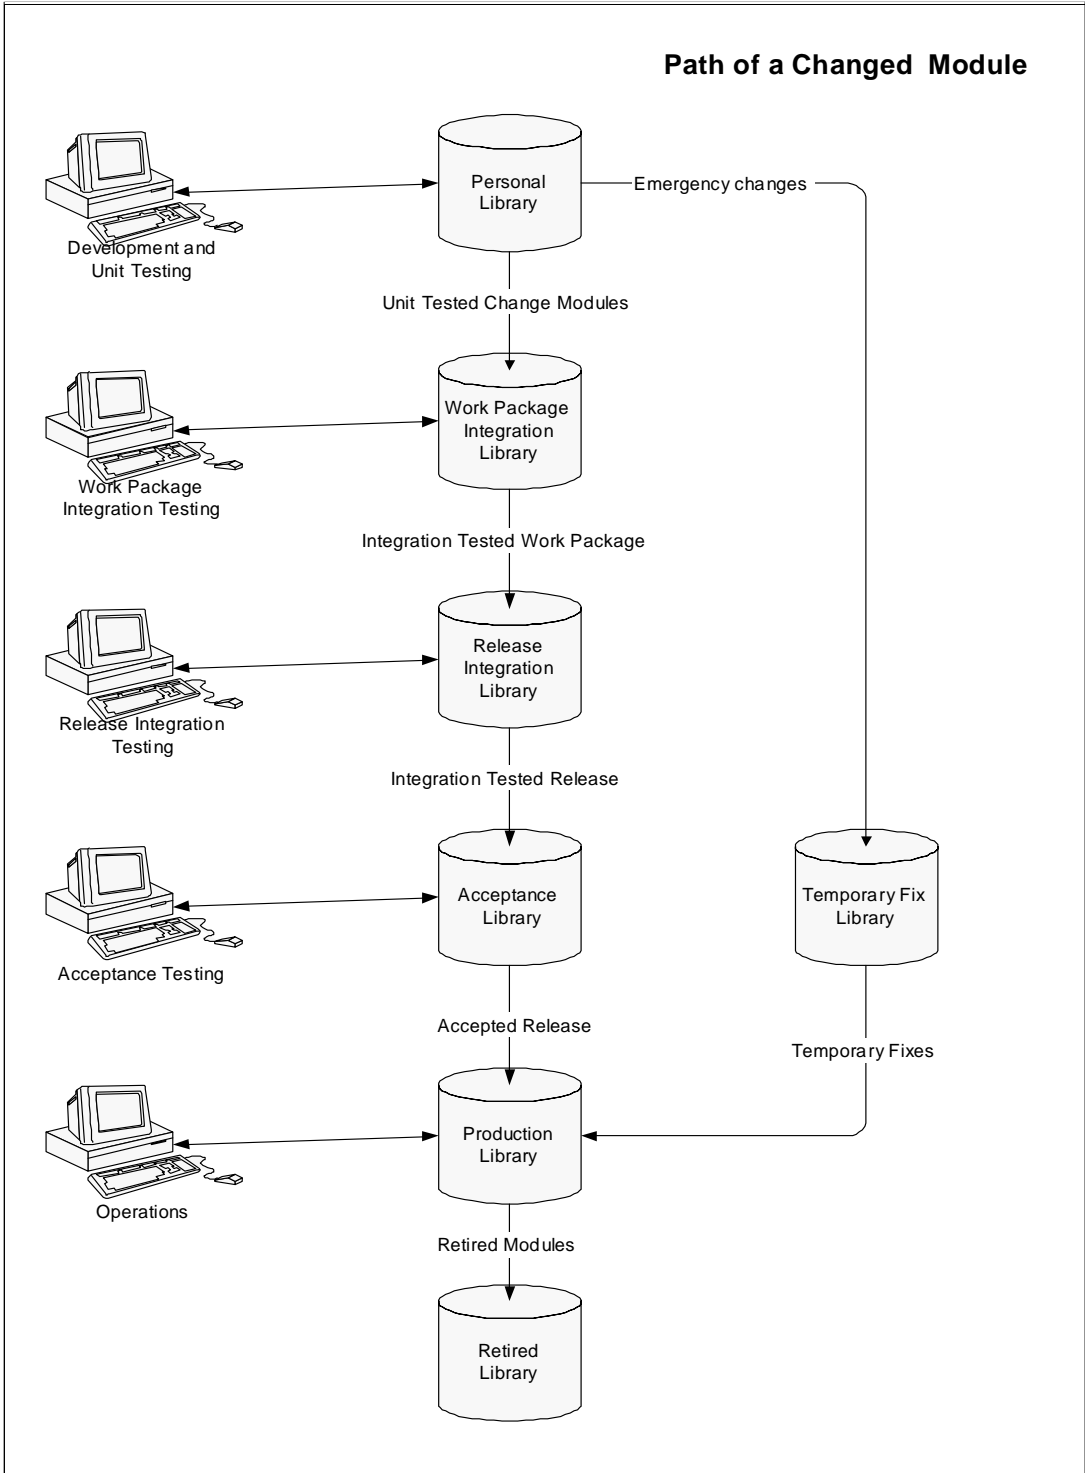 Path of a Changed Module
Personal
Library
Emergency changes
Development and
Unit Testing
Unit Tested Change Modules
Work Package
Integration
Library
Work Package
Integration Testing
Integration Tested Work Package
Release
Integration
Library
Release Integration
Testing
Integration Tested Release
Acceptance
Library
Temporary Fix
Library
Acceptance Testing
Accepted Release
Temporary Fixes
Production
Library
Operations
Retired Modules
Retired
Library